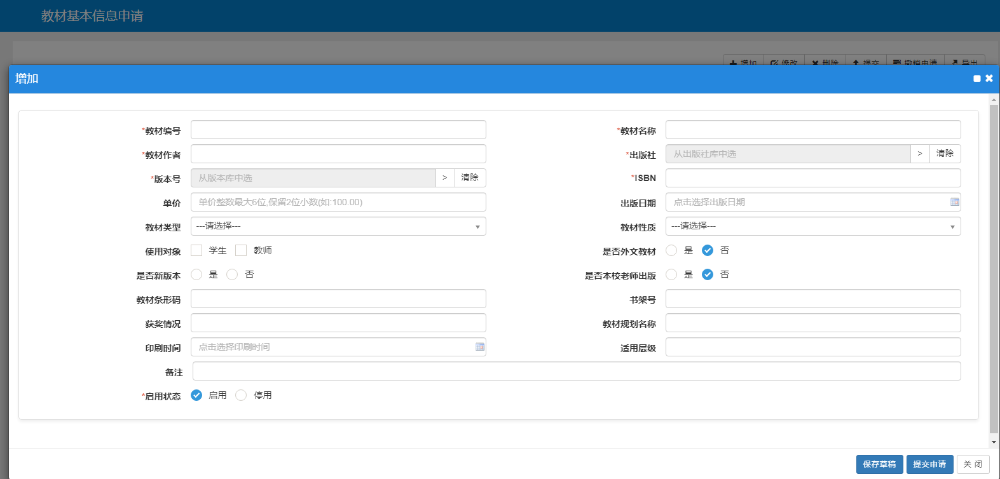 教材基本信息申请
增加 修改 删除 提交 撤销申请 导出
增加
*教材编号
*教材名称
*教材作者
*出版社 从出版社库中选 > 清除
*版本号 从版本库中选 > 清除
*ISBN
单价 单价整数最大6位,保留2位小数(如:100.00)
出版日期 点击选择出版日期
教材类型 ---请选择---
教材性质 ---请选择---
使用对象 学生 教师
是否外文教材 是 否
是否新版本 是 否
是否本校老师出版 是 否
教材条形码
书架号
获奖情况
教材规划名称
印刷时间 点击选择印刷时间
适用层级
备注
*启用状态 启用 停用
保存草稿 提交申请 关 闭